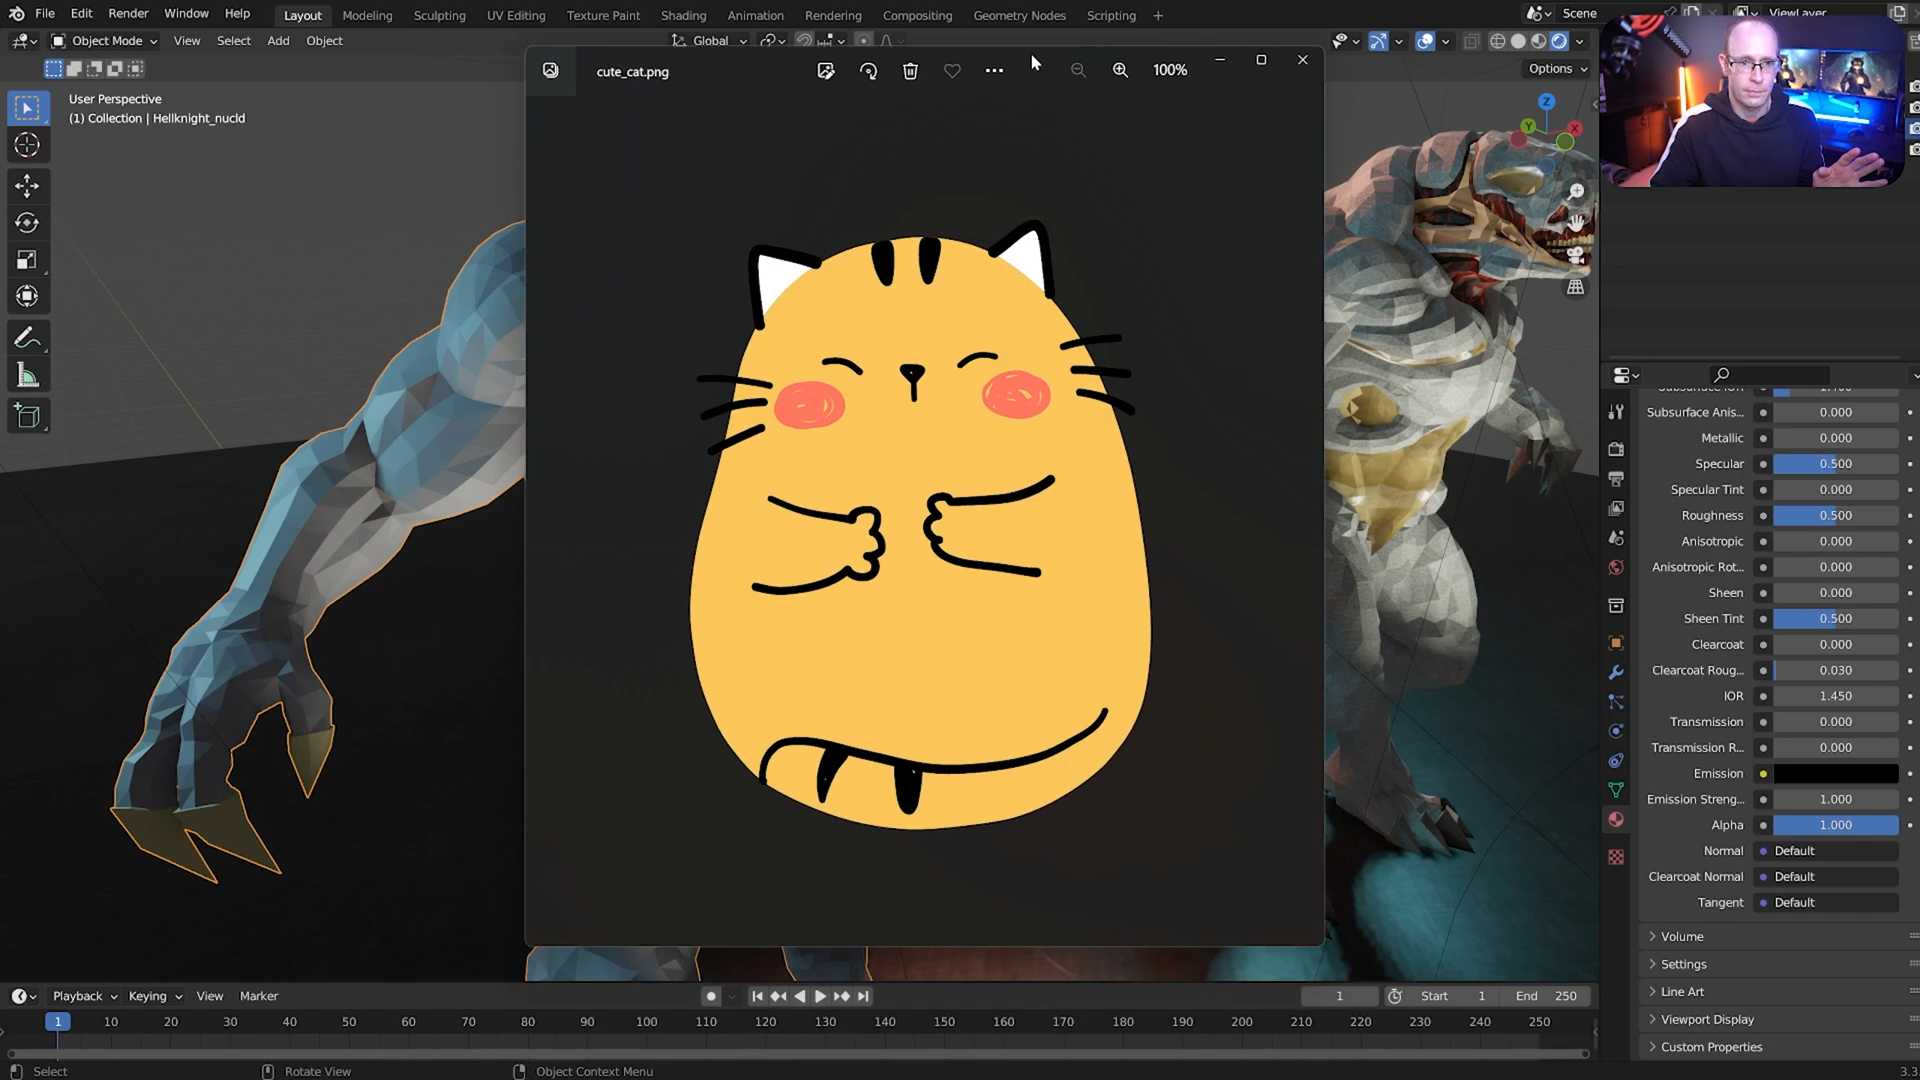 File Edit Render Window Help Layout Modeling Sculpting UV Editing Texture Paint Shading Animation Rendering Compositing Geometry Nodes Scripting + Scene ViewLayer
Object Mode View Select Add Object Global
Options
User Perspective
(1) Collection | Hellknight_nucld
cute_cat.png
100%
Z
Y
X
Subsurface Anis... 0.000
Metallic 0.000
Specular 0.500
Specular Tint 0.000
Roughness 0.500
Anisotropic 0.000
Anisotropic Rot... 0.000
Sheen 0.000
Sheen Tint 0.500
Clearcoat 0.000
Clearcoat Roug... 0.030
IOR 1.450
Transmission 0.000
Transmission R... 0.000
Emission
Emission Streng... 1.000
Alpha 1.000
Normal Default
Clearcoat Normal Default
Tangent Default
Volume
Settings
Line Art
Viewport Display
Custom Properties
Playback Keying View Marker 1 Start 1 End 250
1 10 20 30 40 50 60 70 80 90 100 110 120 130 140 150 160 170 180 190 200 210 220 230 240 250
Select Rotate View Object Context Menu 3.3